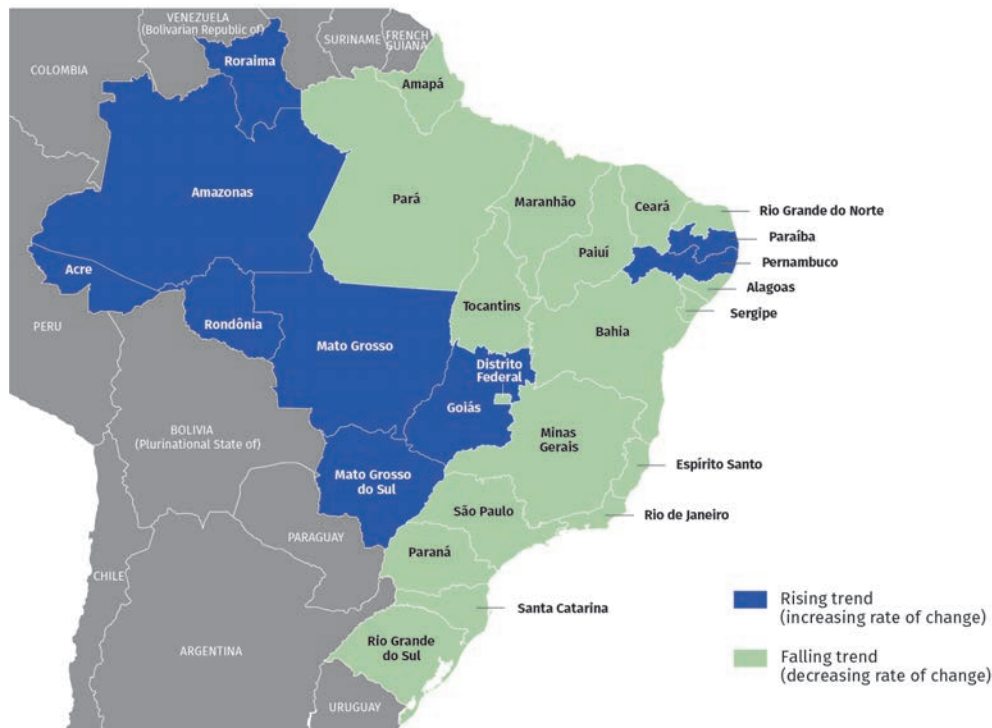 VENEZUELA
(Bolivarian Republic of)
SURINAME
FRENCH
GUIANA
COLOMBIA
Roraima
Amapá
Amazonas
Pará
Maranhão
Ceará
Rio Grande do Norte
Paraíba
Paiuí
Pernambuco
Acre
Alagoas
Tocantins
Sergipe
PERU
Rondônia
Mato Grosso
Bahia
Distrito
Federal
Goiás
BOLIVIA
(Plurinational State of)
Minas
Gerais
Mato Grosso
do Sul
Espírito Santo
São Paulo
Rio de Janeiro
PARAGUAY
Paraná
CHILE
Santa Catarina
Rio Grande
do Sul
ARGENTINA
URUGUAY
Rising trend
(increasing rate of change)
Falling trend
(decreasing rate of change)